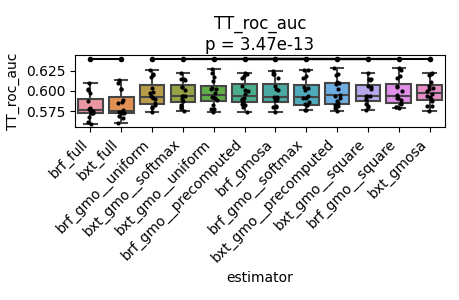 TT_roc_auc
p = 3.47e-13
TT_roc_auc
0.625
0.600
0.575
brf_full
bxt_full
brf_gmo__uniform
bxt_gmo__softmax
bxt_gmo__uniform
brf_gmo__precomputed
brf_gmosa
brf_gmo__softmax
bxt_gmo__precomputed
bxt_gmo__square
brf_gmo__square
bxt_gmosa
estimator